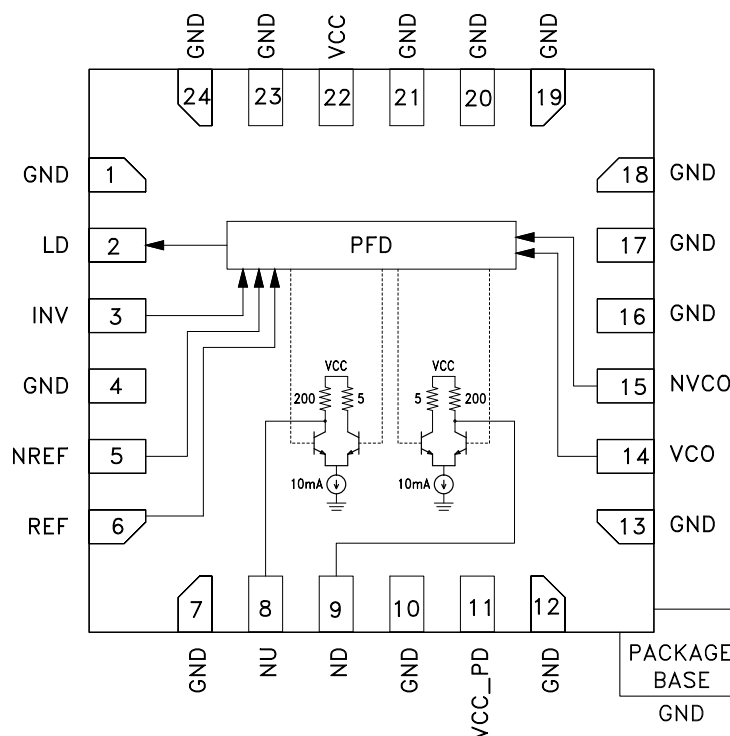 GND
GND
VCC
GND
GND
GND
24
23
22
21
20
19
GND 1
18 GND
LD 2
PFD
17 GND
INV 3
16 GND
VCC
VCC
200
5
5
200
GND 4
15 NVCO
NREF 5
14 VCO
10mA
10mA
REF 6
13 GND
7
8
9
10
11
12
GND
NU
ND
GND
VCC_PD
GND
PACKAGE
BASE
GND